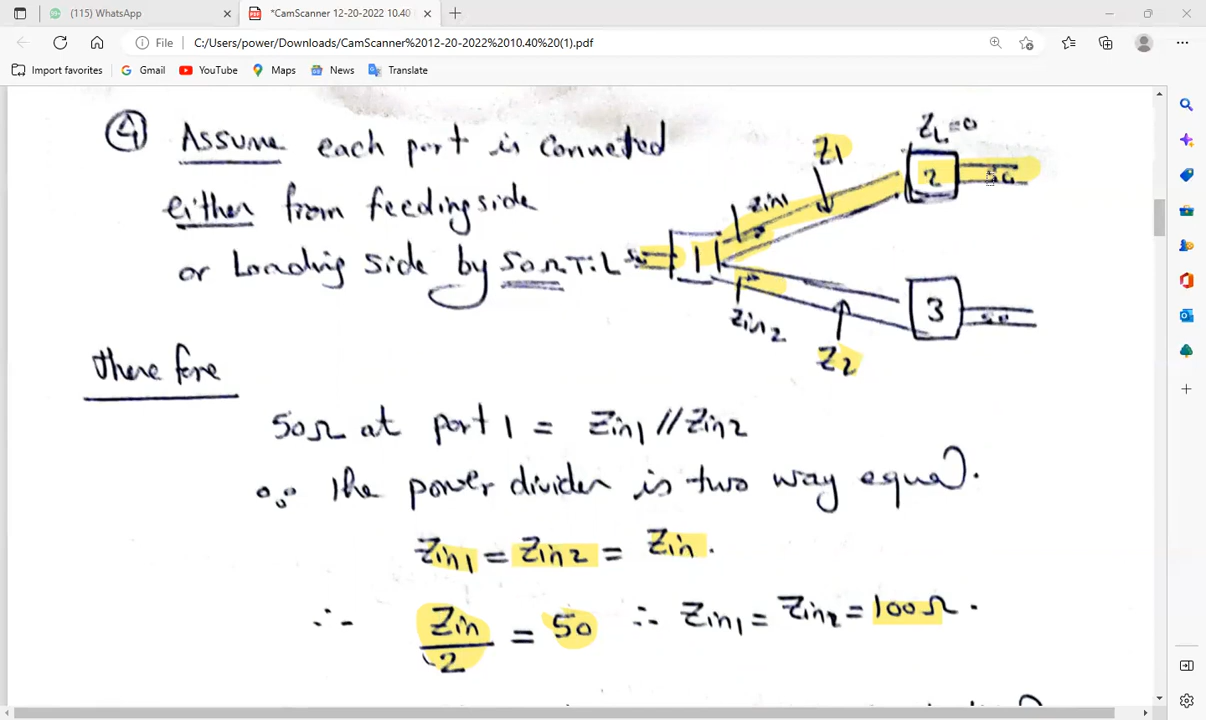 (115) WhatsApp
*CamScanner 12-20-2022 10.40
File C:/Users/power/Downloads/CamScanner%2012-20-2022%2010.40%20(1).pdf
Import favorites Gmail YouTube Maps News Translate
④ Assume each port is connected
either from feeding side
or Loading side by 50Ω T.L
ZL=0
Z1
Zin1
2
50
1
Zin2
Z2
3
50
there fore
50Ω at port 1 = Zin1 // Zin2
∵ the power divider is two way equal.
Zin1 = Zin2 = Zin.
∴ Zin/2 = 50 ∴ Zin1 = Zin2 = 100Ω.